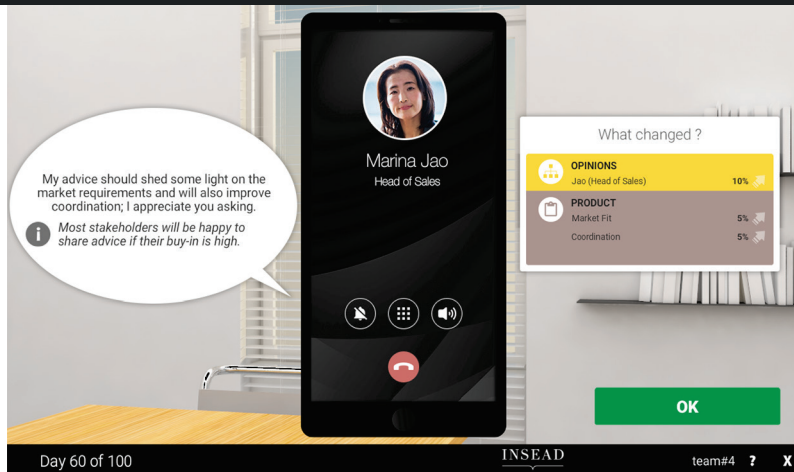 My advice should shed some light on the
market requirements and will also improve
coordination; I appreciate you asking.
i
Most stakeholders will be happy to
share advice if their buy-in is high.
Marina Jao
Head of Sales
What changed ?
OPINIONS
Jao (Head of Sales) 10%
PRODUCT
Market Fit 5%
Coordination 5%
OK
Day 60 of 100
INSEAD
team#4 ? X